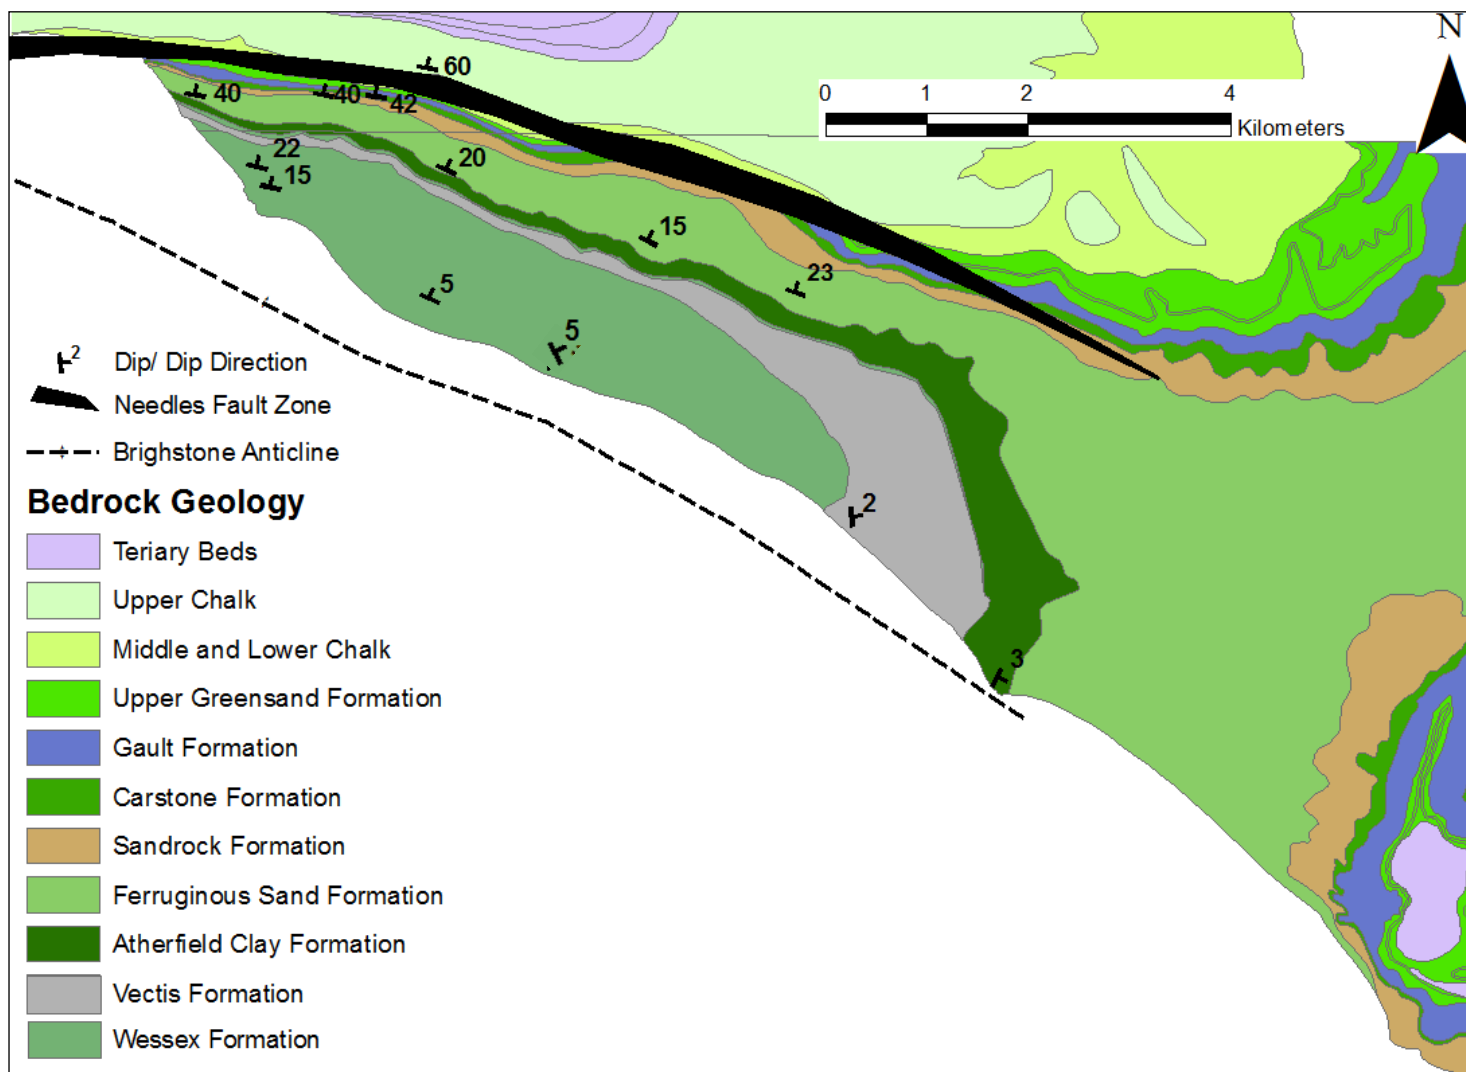 N
60
0 1 2 4
Kilometers
40
40
42
22
15
20
15
23
5
5
2
3
2
Dip/ Dip Direction
Needles Fault Zone
Brighstone Anticline
Bedrock Geology
Teriary Beds
Upper Chalk
Middle and Lower Chalk
Upper Greensand Formation
Gault Formation
Carstone Formation
Sandrock Formation
Ferruginous Sand Formation
Atherfield Clay Formation
Vectis Formation
Wessex Formation